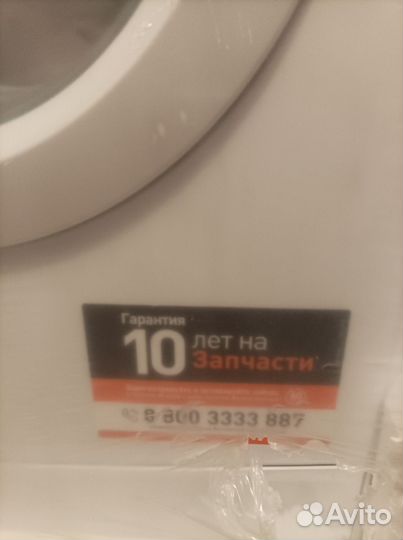 Гарантия
10 лет на
Запчасти
8 800 3333 887
Avito